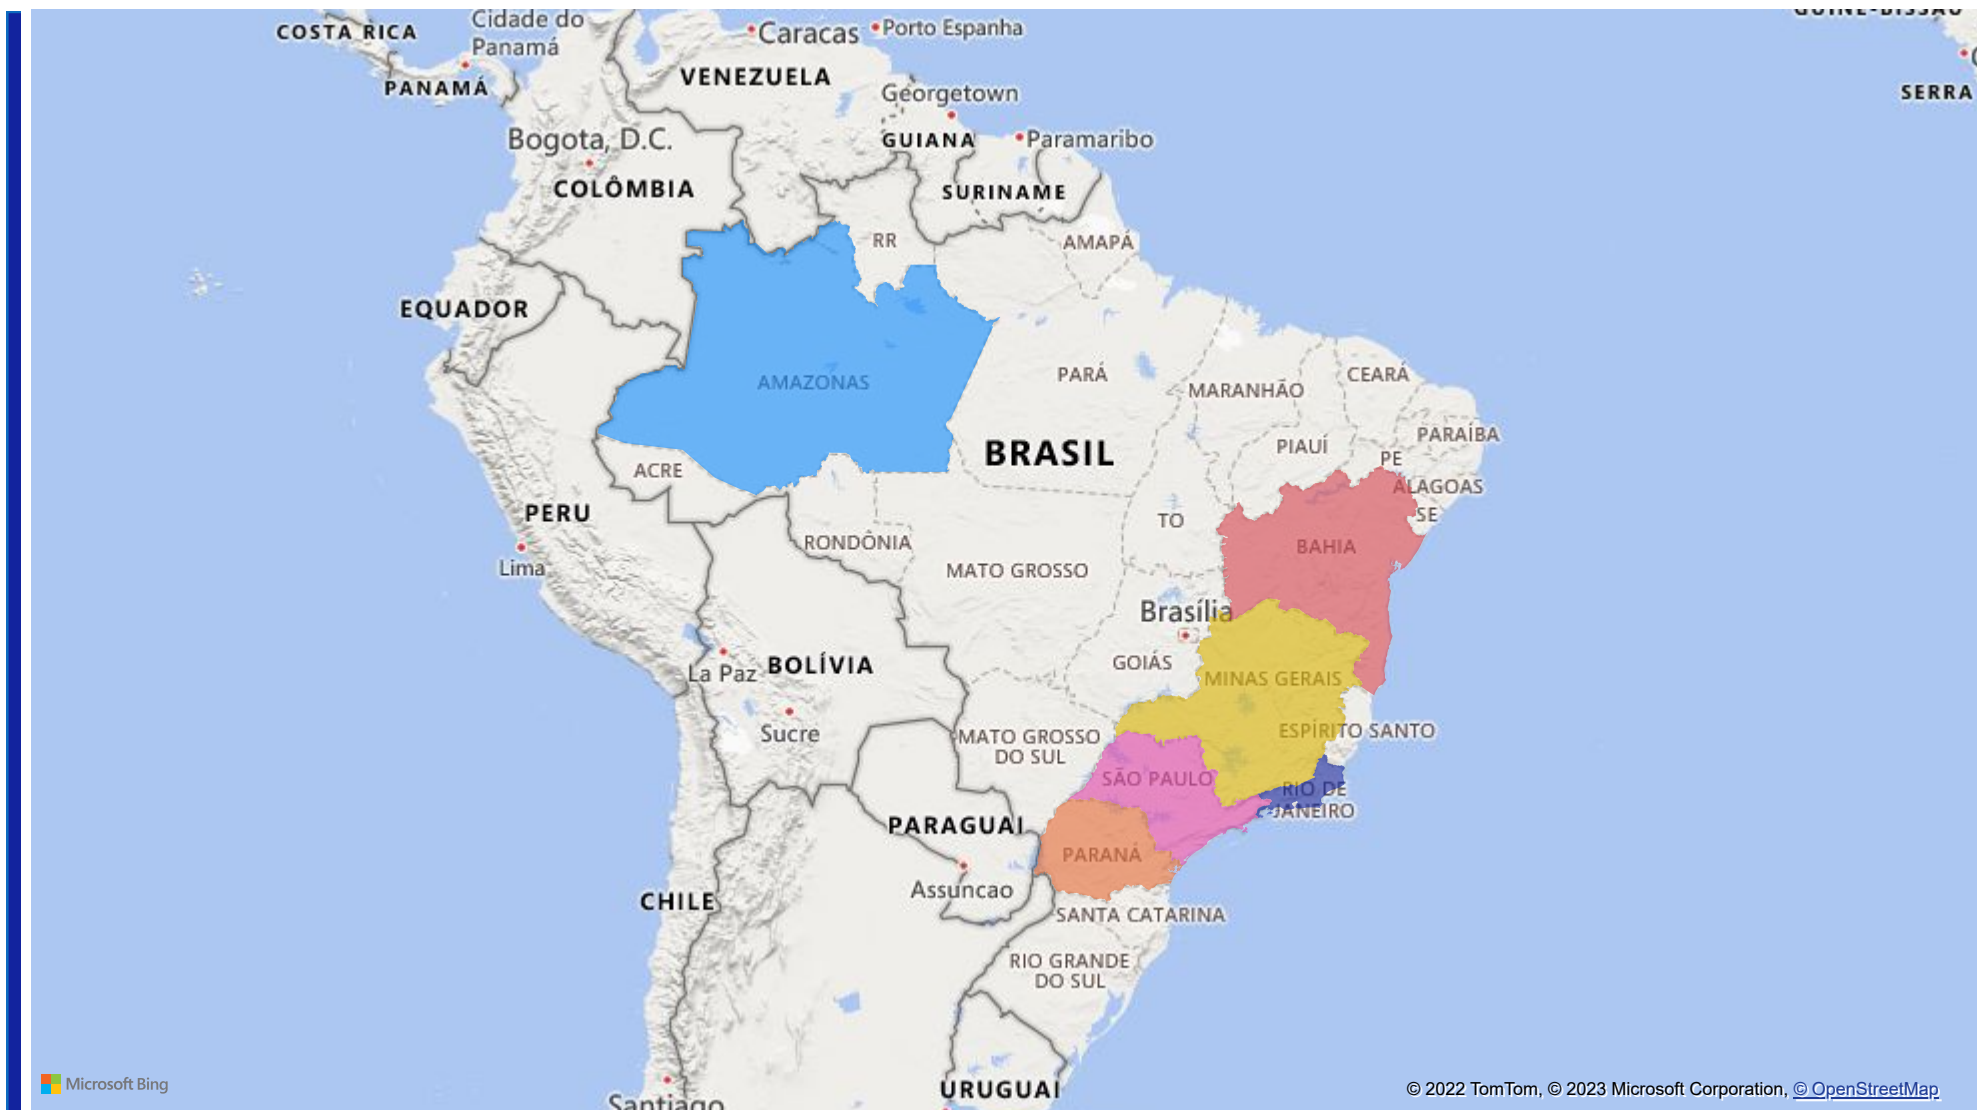 COSTA RICA
Cidade do
Panamá
PANAMÁ
Caracas
Porto Espanha
VENEZUELA
Georgetown
GUIANA
Paramaribo
SURINAME
Bogota, D.C.
COLÔMBIA
SERRA
RR
AMAPÁ
EQUADOR
AMAZONAS
PARÁ
MARANHÃO
CEARÁ
BRASIL
PIAUÍ
PARAÍBA
PE
ALAGOAS
SE
ACRE
PERU
Lima
RONDÔNIA
TO
BAHIA
MATO GROSSO
Brasília
GOIÁS
MINAS GERAIS
La Paz
BOLÍVIA
Sucre
MATO GROSSO
DO SUL
ESPÍRITO SANTO
SÃO PAULO
RIO DE
JANEIRO
PARAGUAI
PARANÁ
Assuncao
CHILE
SANTA CATARINA
RIO GRANDE
DO SUL
URUGUAI
Santiago
Microsoft Bing
© 2022 TomTom, © 2023 Microsoft Corporation, © OpenStreetMap